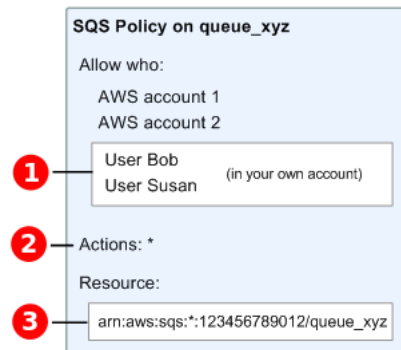 SQS Policy on queue_xyz
Allow who:
AWS account 1
AWS account 2
1
User Bob
User Susan
(in your own account)
2
Actions: *
Resource:
3
arn:aws:sqs:*:123456789012/queue_xyz